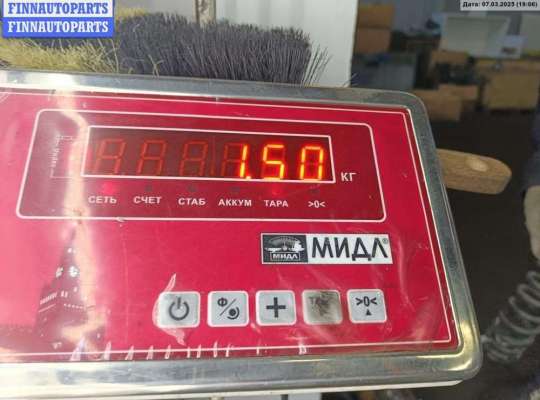 FINNAUTOPARTS
FINNAUTOPARTS
Дата: 07.03.2025 (19:06)
1.50 КГ
СЕТЬ СЧЕТ СТАБ АККУМ ТАРА >0<
МИДЛ МИДЛ®
Ф/ + >0<